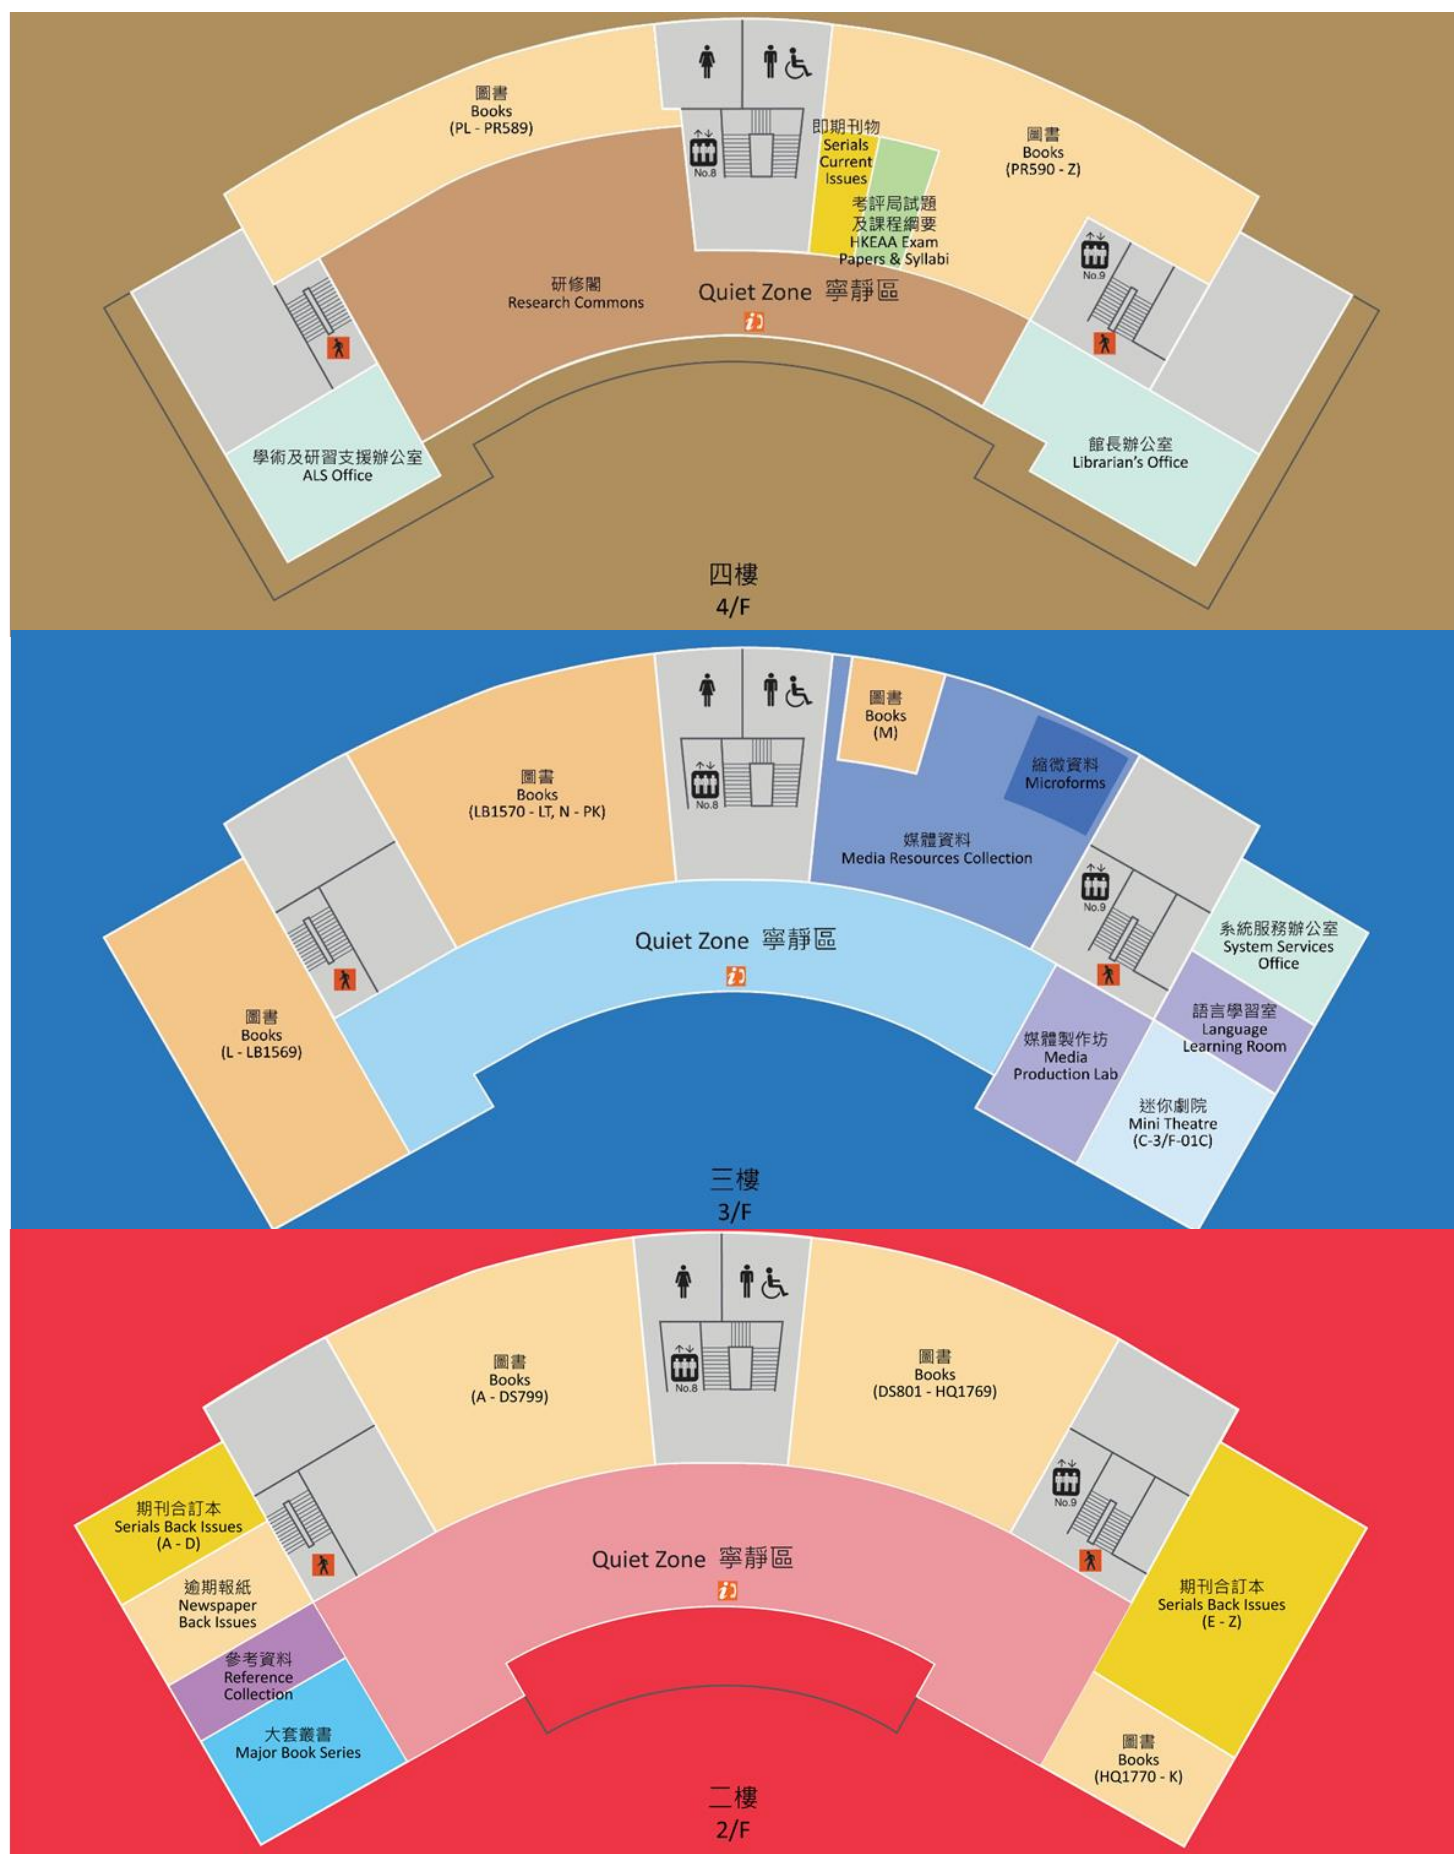 圖書
Books
(PL - PR589)
No.8
即期刊物
Serials
Current
Issues
圖書
Books
(PR590 - Z)
考評局試題
及課程綱要
HKEAA Exam
Papers & Syllabi
No.9
研修閣
Research Commons
Quiet Zone 寧靜區
學術及研習支援辦公室
ALS Office
館長辦公室
Librarian's Office
四樓
4/F
圖書
Books
(M)
圖書
Books
(LB1570 - LT, N - PK)
No.8
縮微資料
Microforms
媒體資料
Media Resources Collection
No.9
系統服務辦公室
System Services
Office
Quiet Zone 寧靜區
圖書
Books
(L - LB1569)
語言學習室
Language
Learning Room
媒體製作坊
Media
Production Lab
迷你劇院
Mini Theatre
(C-3/F-01C)
三樓
3/F
圖書
Books
(A - DS799)
No.8
圖書
Books
(DS801 - HQ1769)
No.9
期刊合訂本
Serials Back Issues
(A - D)
逾期報紙
Newspaper
Back Issues
Quiet Zone 寧靜區
期刊合訂本
Serials Back Issues
(E - Z)
參考資料
Reference
Collection
大套叢書
Major Book Series
圖書
Books
(HQ1770 - K)
二樓
2/F